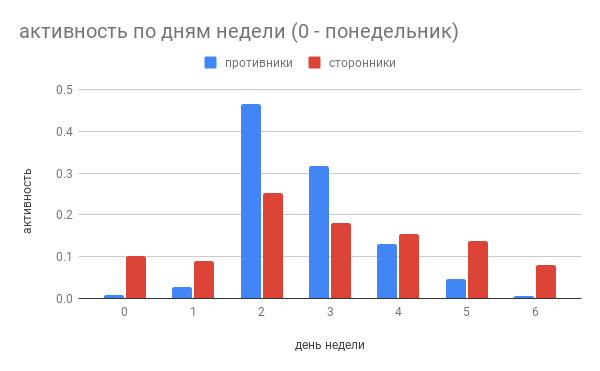 активность по дням недели (0 - понедельник)
противники сторонники
0.5
0.4
0.3
0.2
0.1
0.0
активность
0 1 2 3 4 5 6
день недели